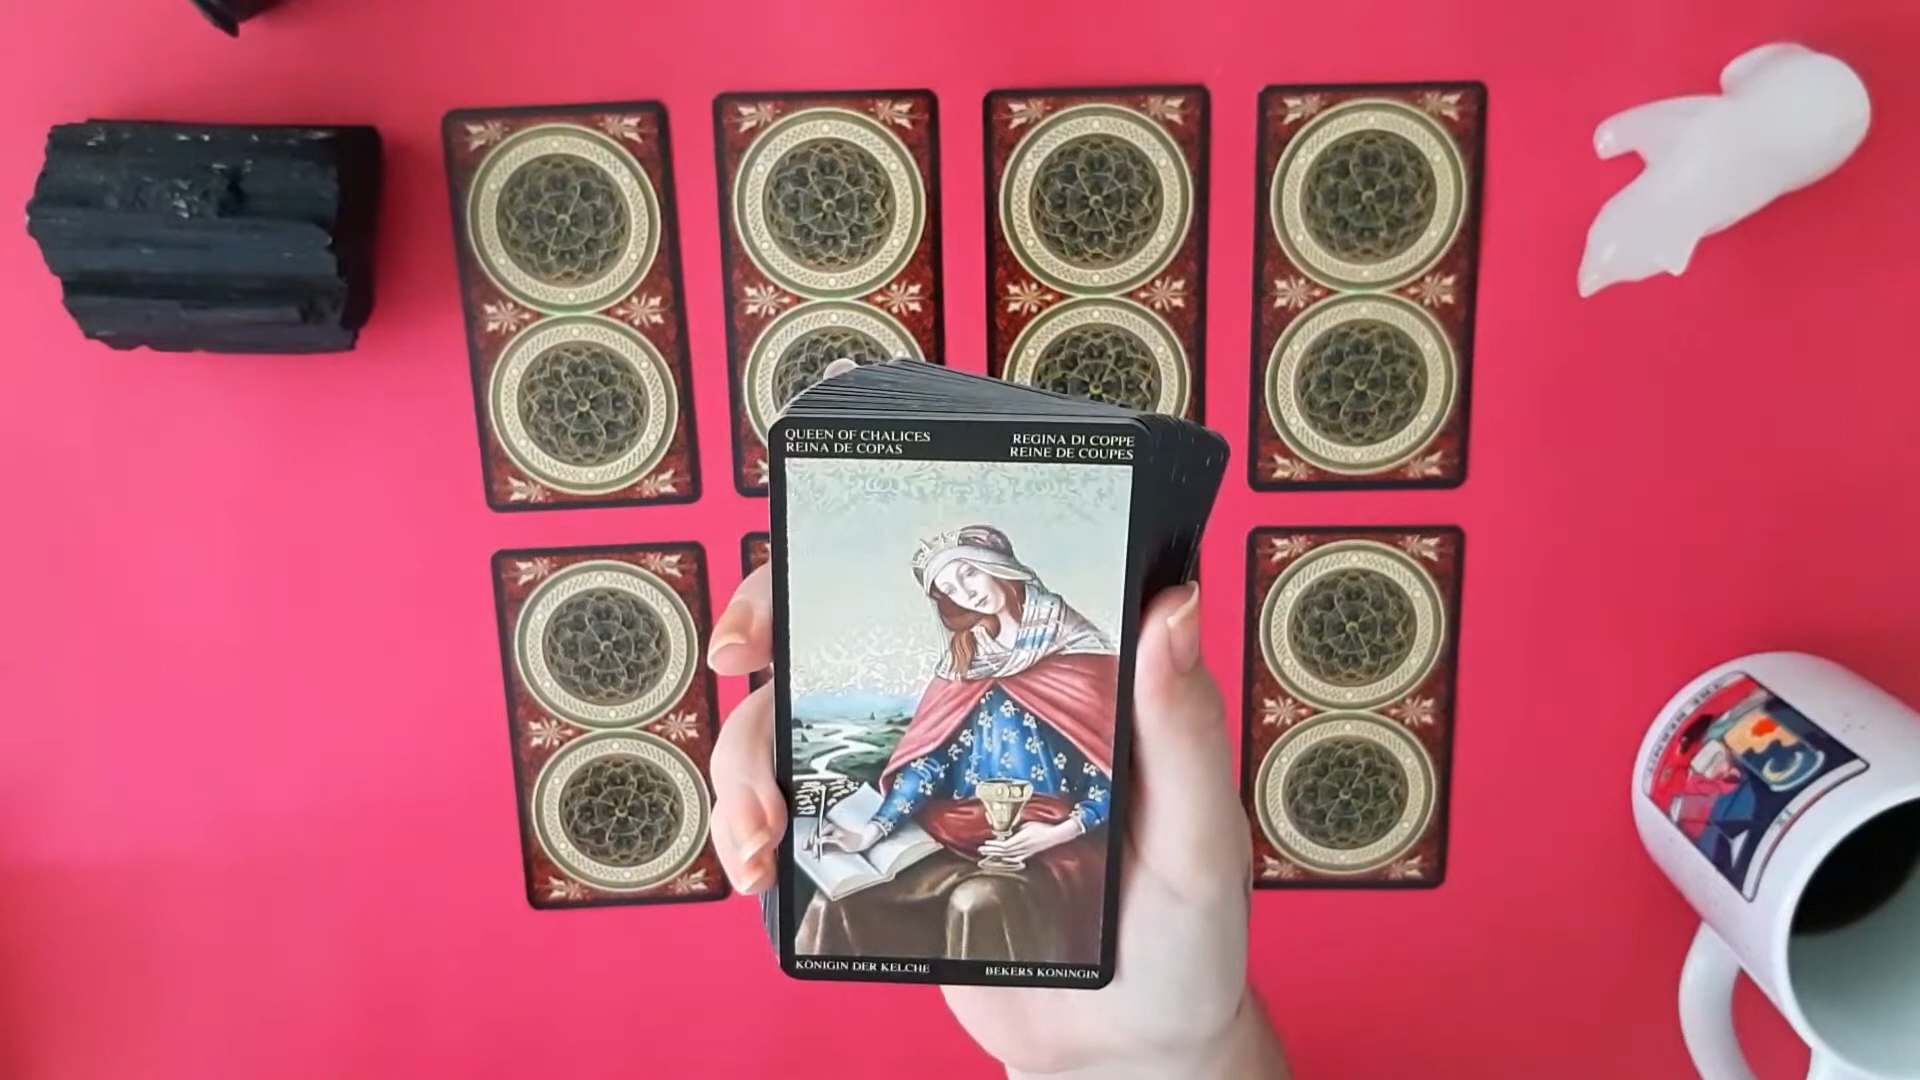 QUEEN OF CHALICES
REINA DE COPAS
REGINA DI COPPE
REINE DE COUPES
KÖNIGIN DER KELCHE
BEKERS KONINGIN